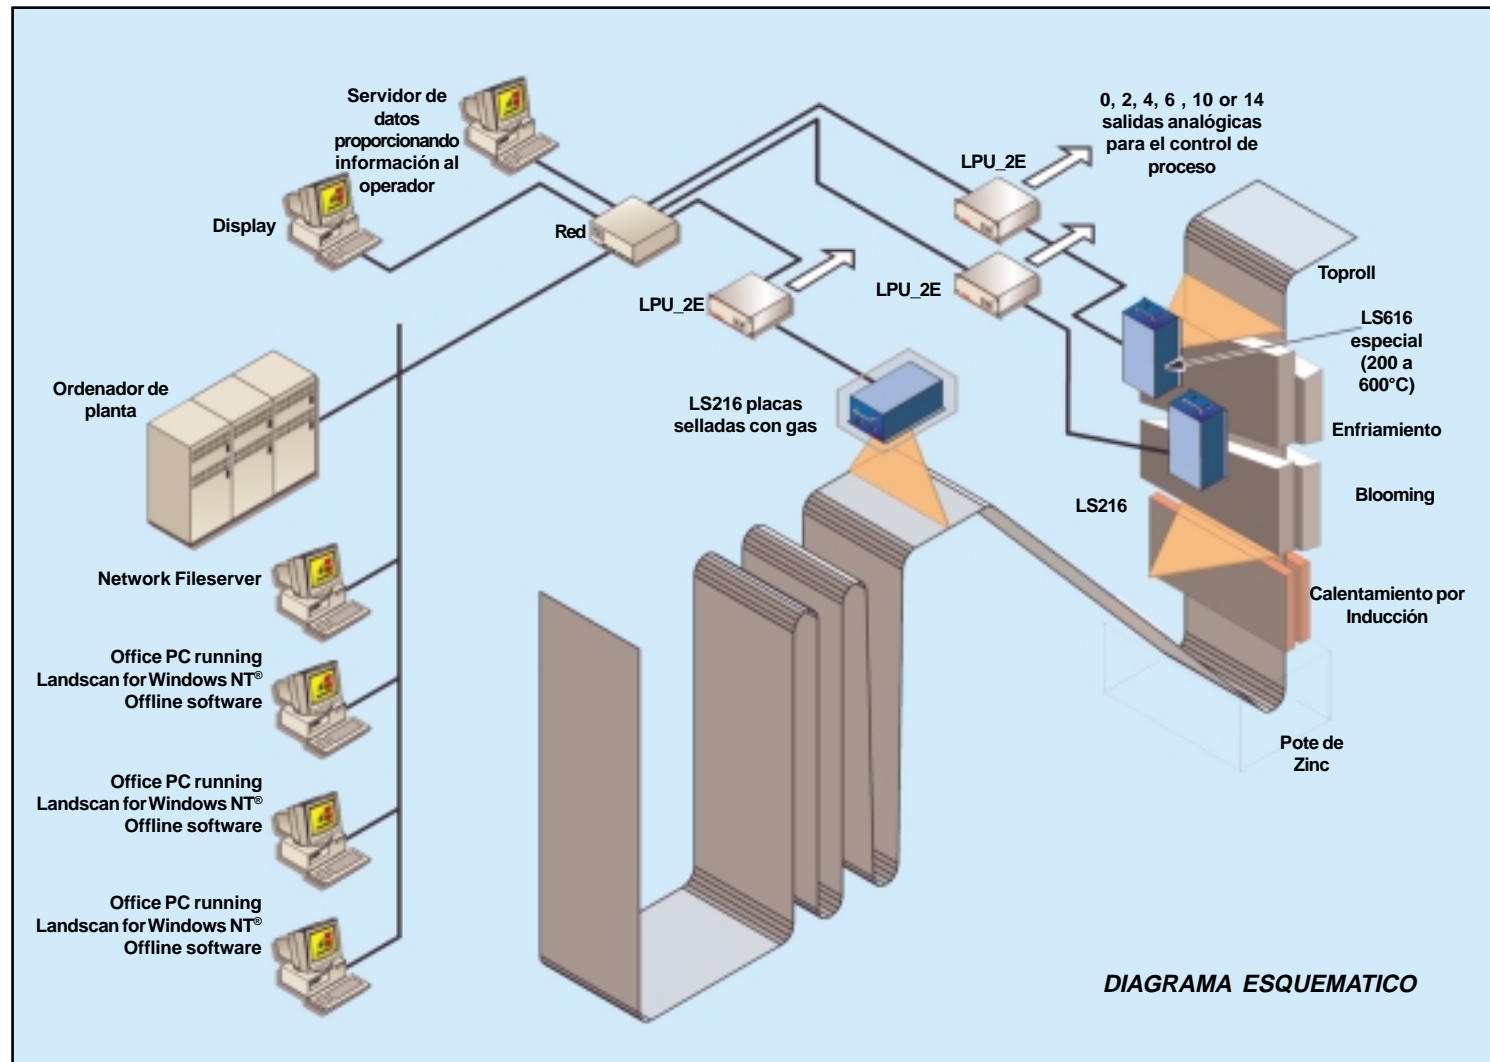 Servidor de
datos
proporcionando
información al
operador
Display
Red
0, 2, 4, 6 , 10 or 14
salidas analógicas
para el control de
proceso
LPU_2E
LPU_2E
LPU_2E
Toproll
LS616
especial
(200 a
600°C)
Ordenador de
planta
LS216 placas
selladas con gas
Enfriamiento
Blooming
LS216
Calentamiento por
Inducción
Network Fileserver
Office PC running
Landscan for Windows NT®
Offline software
Pote de
Zinc
Office PC running
Landscan for Windows NT®
Offline software
Office PC running
Landscan for Windows NT®
Offline software
DIAGRAMA ESQUEMATICO